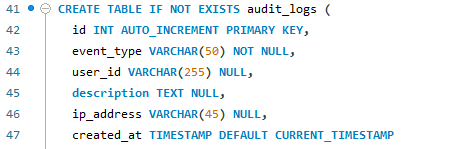 41 CREATE TABLE IF NOT EXISTS audit_logs (
42 id INT AUTO_INCREMENT PRIMARY KEY,
43 event_type VARCHAR(50) NOT NULL,
44 user_id VARCHAR(255) NULL,
45 description TEXT NULL,
46 ip_address VARCHAR(45) NULL,
47 created_at TIMESTAMP DEFAULT CURRENT_TIMESTAMP